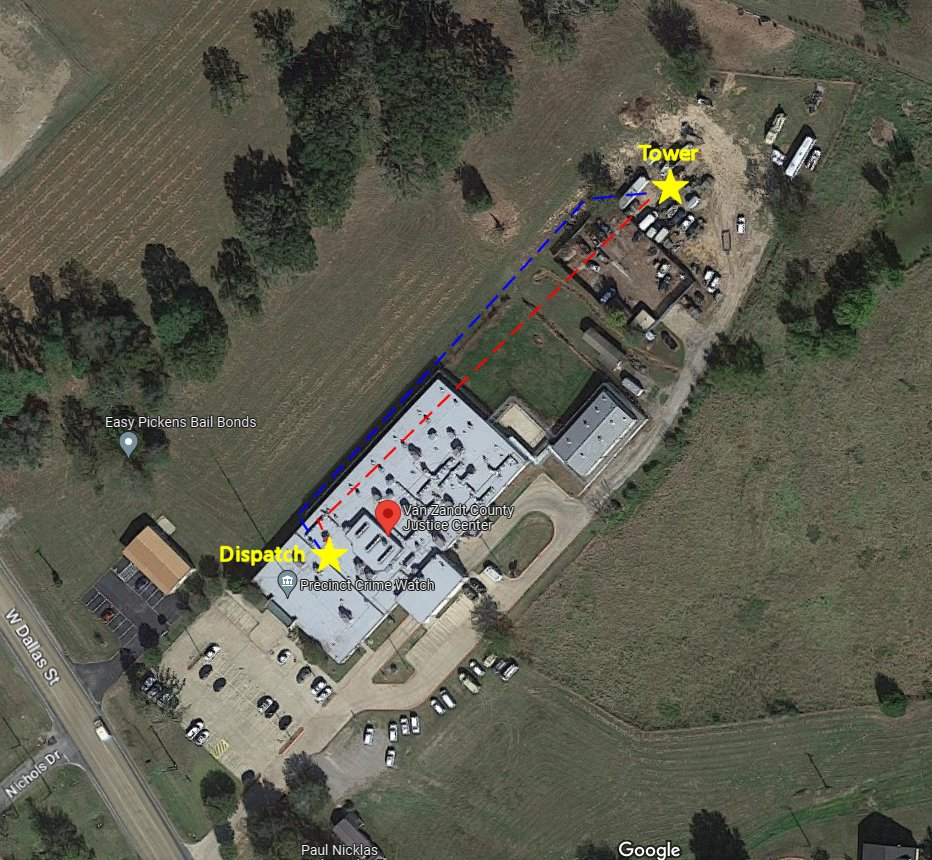 Tower
Easy Pickens Bail Bonds
Van Zandt County
Justice Center
Dispatch
Precinct Crime Watch
W Dallas St
Nichols Dr
Paul Nicklas
Google